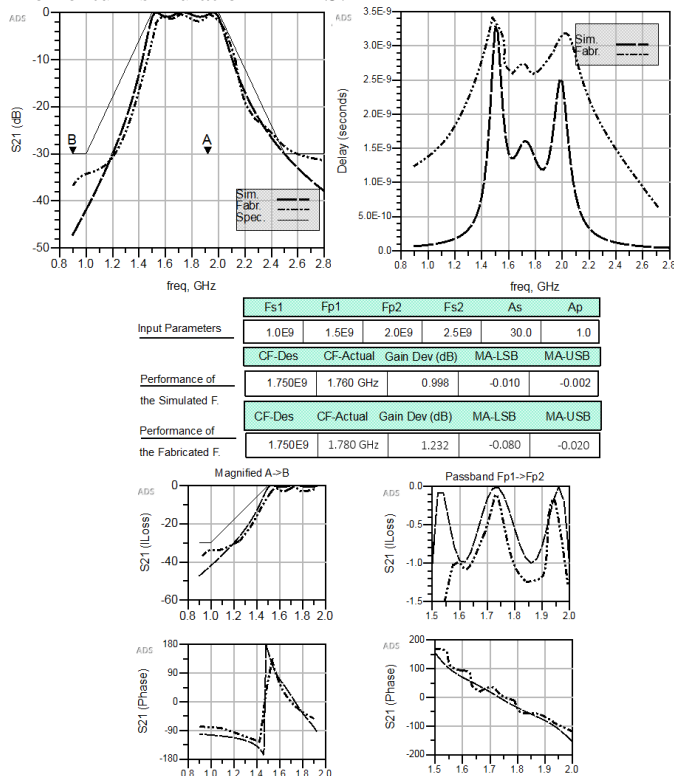 ADS
S21 (dB)
0
-10
-20
-30
-40
-50
B
A
Sim.
Fabr.
Spec.
0.8 1.0 1.2 1.4 1.6 1.8 2.0 2.2 2.4 2.6 2.8
freq, GHz
ADS
Delay (seconds)
3.5E-9
3.0E-9
2.5E-9
2.0E-9
1.5E-9
1.0E-9
5.0E-10
0.0
Sim.
Fabr.
0.8 1.0 1.2 1.4 1.6 1.8 2.0 2.2 2.4 2.6 2.8
freq, GHz
Fs1 Fp1 Fp2 Fs2 As Ap
Input Parameters 1.0E9 1.5E9 2.0E9 2.5E9 30.0 1.0
CF-Des CF-Actual Gain Dev (dB) MA-LSB MA-USB
Performance of
the Simulated F.
1.750E9 1.760 GHz 0.998 -0.010 -0.002
CF-Des CF-Actual Gain Dev (dB) MA-LSB MA-USB
Performance of
the Fabricated F.
1.750E9 1.780 GHz 1.232 -0.080 -0.020
Magnified A->B
ADS
S21 (ILoss)
0
-20
-40
-60
0.8 1.0 1.2 1.4 1.6 1.8 2.0
Passband Fp1->Fp2
ADS
S21 (ILoss)
0.0
-0.5
-1.0
-1.5
1.5 1.6 1.7 1.8 1.9 2.0
ADS
S21 (Phase)
180
90
0
-90
-180
0.8 1.0 1.2 1.4 1.6 1.8 2.0
ADS
S21 (Phase)
200
100
0
-100
-200
1.5 1.6 1.7 1.8 1.9 2.0